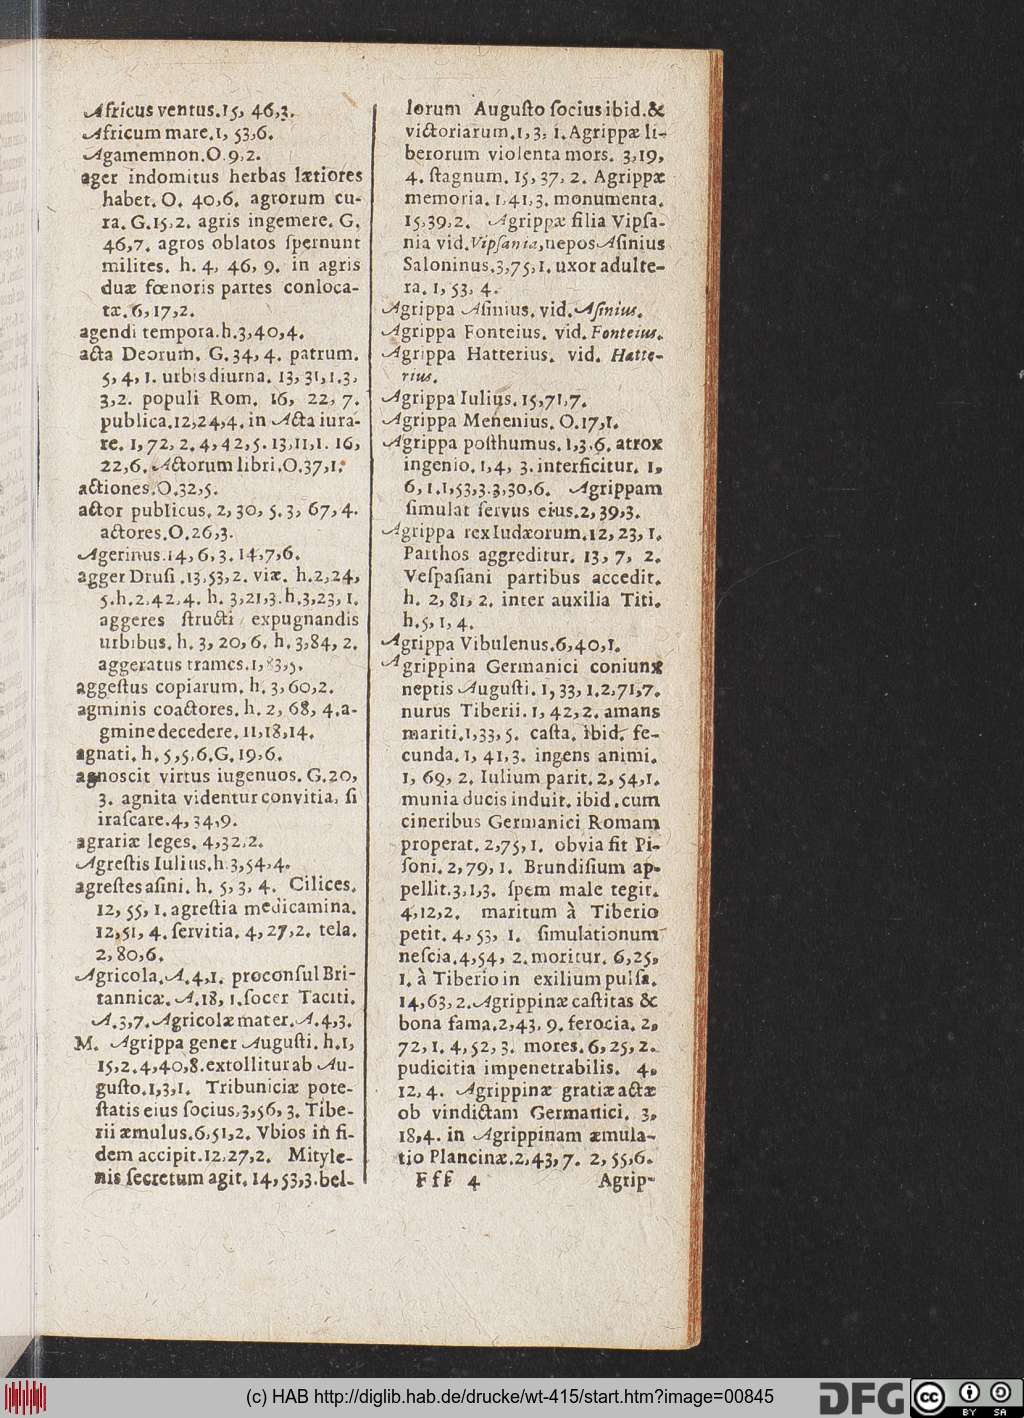 Africus ventus.15, 46,3.
Africum mare.1, 53,6.
Agamemnon.O.9,2.
ager indomitus herbas lætiores
habet. O. 40,6. agrorum cu-
ra. G.15,2. agris ingemere. G.
46,7. agros oblatos ſpernunt
milites. h. 4, 46, 9. in agris
duæ fœnoris partes conloca-
tæ.6,17,2.
agendi tempora.h.3,40,4.
acta Deorum. G.34,4. patrum.
5, 4, 1. urbis diurna. 13, 31,1.3,
3,2. populi Rom. 16, 22, 7.
publica.12,24,4. in Acta iura-
re. 1, 72, 2. 4, 42, 5. 13,11,1. 16,
22,6. Actorum libri.O.37,1.
actiones.O.32,5.
actor publicus. 2, 30, 5. 3, 67, 4.
actores.O.26,3.
Agerinus.14, 6, 3. 14,7,6.
agger Druſi .13,53,2. viæ. h.2,24,
5.h.2,42,4. h. 3,21,3.h.3,23, 1.
aggeres ſtructi expugnandis
urbibus. h. 3, 20, 6. h. 3,84, 2.
aggeratus trames.1, 3,5.
aggeſtus copiarum. h. 3,60,2.
agminis coactores. h. 2, 68, 4.a-
gmine decedere. 11,18,14.
agnati. h. 5,5,6.G.19,6.
agnoscit virtus iugenuos. G.20,
3. agnita videntur convitia, ſi
iraſcare.4, 34,9.
agrariæ leges. 4,32,2.
Agreſtis Iulius.h.3,54,4.
agreſtes aſini. h. 5, 3, 4. Cilices.
12, 55, 1. agreſtia medicamina.
12,51, 4. ſervitia. 4, 27,2. tela.
2,80,6.
Agricola.A.4,1. proconſul Bri-
tannicæ. A.18, 1. ſocer Taciti.
A.3,7. Agricolæ mater. A.4,3.
M. Agrippa gener Auguſti. h.1,
15,2.4,40,8.extollitur ab Au-
guſto.1,3,1. Tribuniciæ pote-
ſtatis eius ſocius.3,56, 3. Tibe-
rii æmulus.6,51,2. Vbios in fi-
dem accipit.12,27,2. Mityle-
nis ſecretum agit. 14,53,3.bel-
lorum Auguſto ſocius ibid.&
victoriarum.1,3, 1. Agrippæ li-
berorum violenta mors. 3,19,
4. ſtagnum. 15, 37, 2. Agrippæ
memoria. 1,41,3. monumenta.
15,39,2. Agrippæ filia Vipſa-
nia vid. Vipſania, nepos Aſinius
Saloninus.3,75,1. uxor adulte-
ra. 1, 53, 4.
Agrippa Aſinius. vid. Aſinius.
Agrippa Fonteius. vid. Fonteius.
Agrippa Hatterius. vid. Hatte-
rius.
Agrippa Iulius. 15,71,7.
Agrippa Menenius. O.17,1.
Agrippa poſthumus. 1,3,6. atrox
ingenio. 1,4, 3. interficitur. 1,
6, 1.1,53,3.3,30,6. Agrippam
ſimulat ſervus eius.2,39,3.
Agrippa rex Iudæorum.12, 23, 1.
Parthos aggreditur. 13, 7, 2.
Veſpaſiani partibus accedit.
h. 2, 81, 2. inter auxilia Titi.
h.5, 1, 4.
Agrippa Vibulenus.6,40,1.
Agrippina Germanici coniunx
neptis Auguſti. 1, 33, 1.2,71,7.
nurus Tiberii. 1, 42,2. amans
mariti.1,33, 5. caſta. ibid. fe-
cunda. 1, 41,3. ingens animi.
1, 69, 2. Iulium parit. 2, 54,1.
munia ducis induit. ibid. cum
cineribus Germanici Romam
properat. 2,75, 1. obvia fit Pi-
ſoni. 2, 79, 1. Brundiſium ap-
pellit.3,1,3. ſpem male tegit.
4,12,2. maritum à Tiberio
petit. 4, 53, 1. ſimulationum
neſcia.4,54, 2. moritur. 6,25,
1. à Tiberio in exilium pulſa.
14,63,2. Agrippinæ caſtitas &
bona fama.2,43, 9. ferocia. 2,
72, 1. 4, 52, 3. mores. 6, 25, 2.
pudicitia impenetrabilis. 4,
12, 4. Agrippinæ gratiæ actæ
ob vindictam Germanici. 3,
18,4. in Agrippinam æmula-
tio Plancinæ.2,43, 7. 2, 55,6.
Fff 4 Agrip-
(c) HAB http://diglib.hab.de/drucke/wt-415/start.htm?image=00845
DFG
cc BY SA